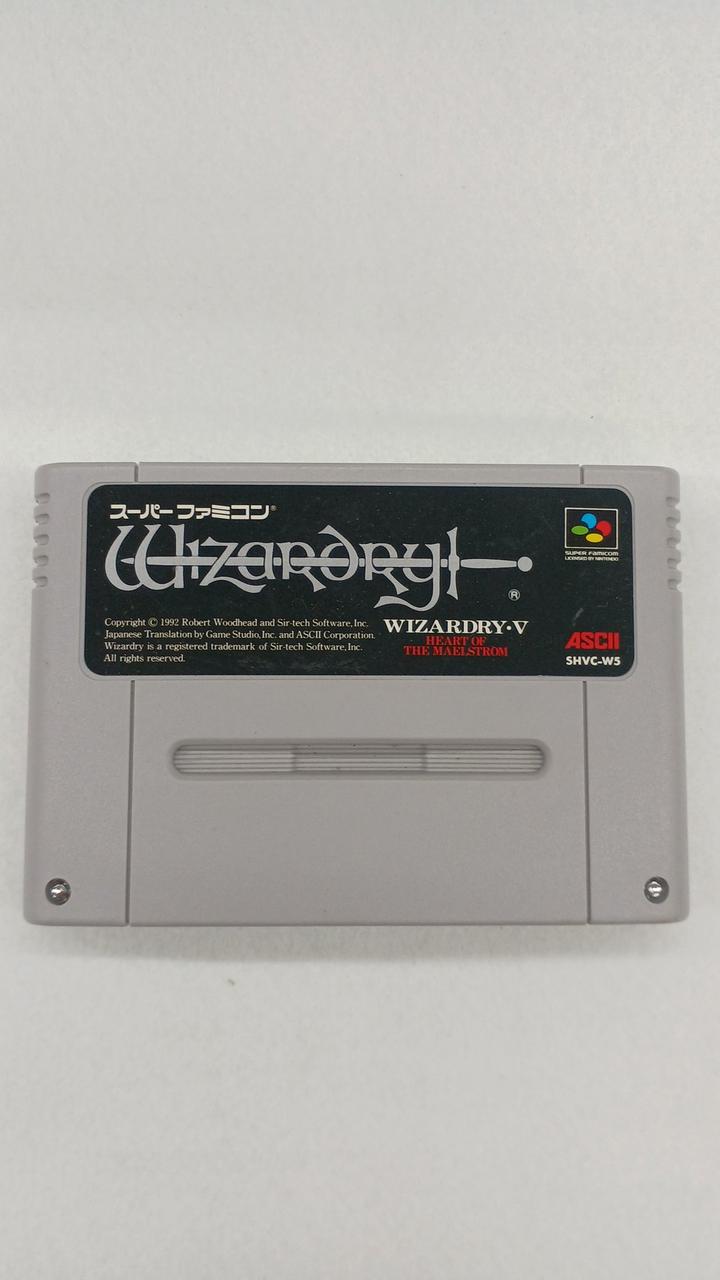 スーパーファミコン®
Wizardry
®
SUPER FAMICOM
LICENSED BY NINTENDO
Copyright © 1992 Robert Woodhead and Sir-tech Software, Inc.
Japanese Translation by Game Studio, Inc. and ASCII Corporation.
Wizardry is a registered trademark of Sir-tech Software, Inc.
All rights reserved.
WIZARDRY·V
HEART OF
THE MAELSTROM
ASCII
SHVC-W5